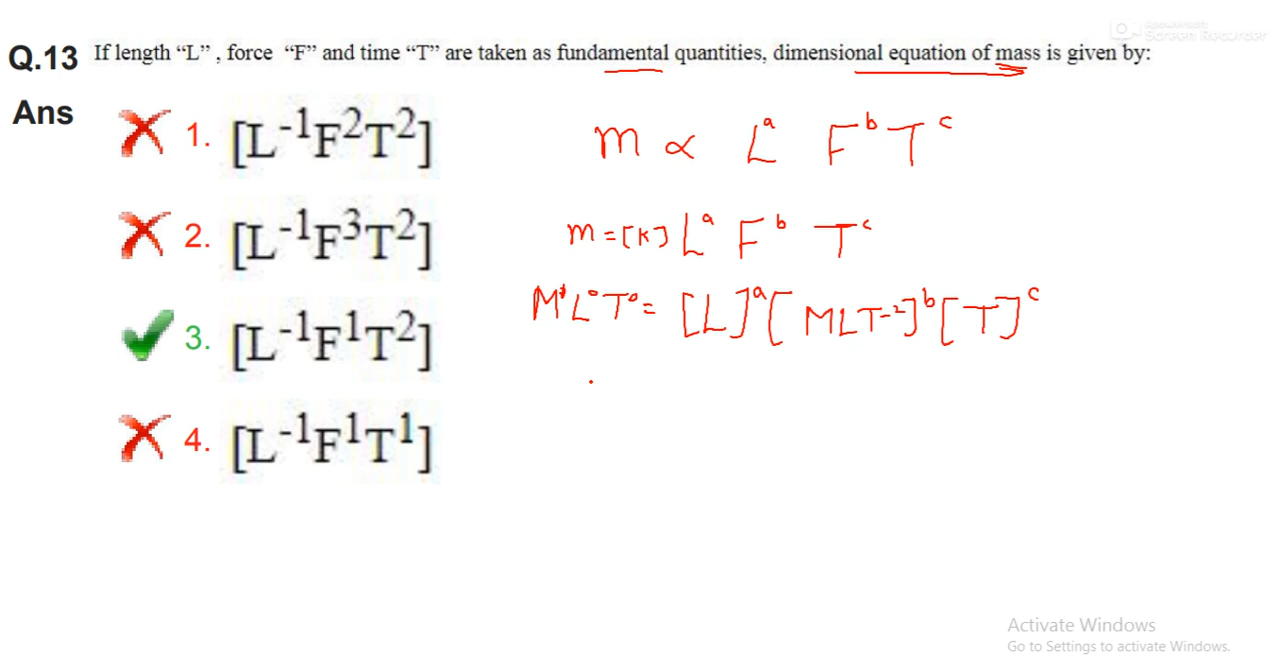 Screen Recorder
Q.13 If length “L” , force “F” and time “T” are taken as fundamental quantities, dimensional equation of mass is given by:
Ans
1. [L⁻¹F²T²]
2. [L⁻¹F³T²]
3. [L⁻¹F¹T²]
4. [L⁻¹F¹T¹]
m ∝ Lᵃ Fᵇ Tᶜ
m = [K] Lᵃ Fᵇ Tᶜ
M¹L⁰T⁰ = [L]ᵃ [MLT⁻²]ᵇ [T]ᶜ
Activate Windows
Go to Settings to activate Windows.